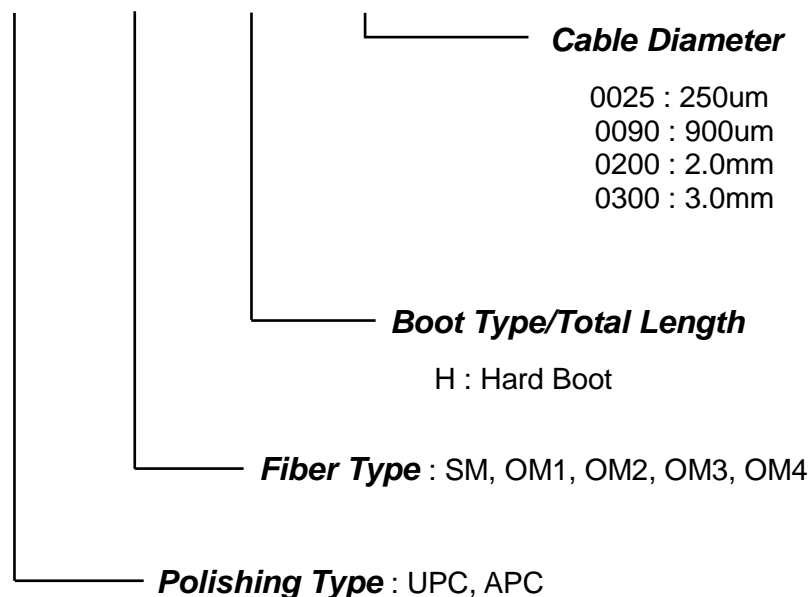 Cable Diameter
0025 : 250um
0090 : 900um
0200 : 2.0mm
0300 : 3.0mm
Boot Type/Total Length
H : Hard Boot
Fiber Type : SM, OM1, OM2, OM3, OM4
Polishing Type : UPC, APC